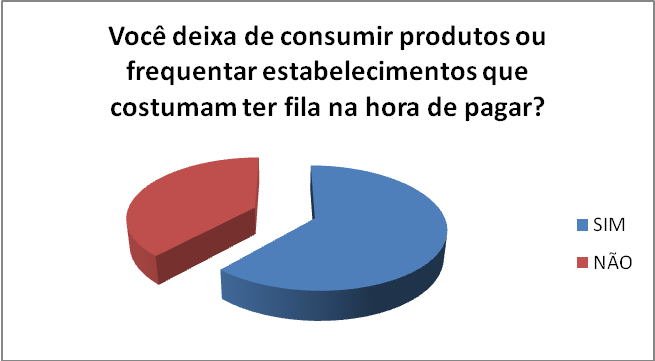 Você deixa de consumir produtos ou
frequentar estabelecimentos que
costumam ter fila na hora de pagar?
SIM
NÃO